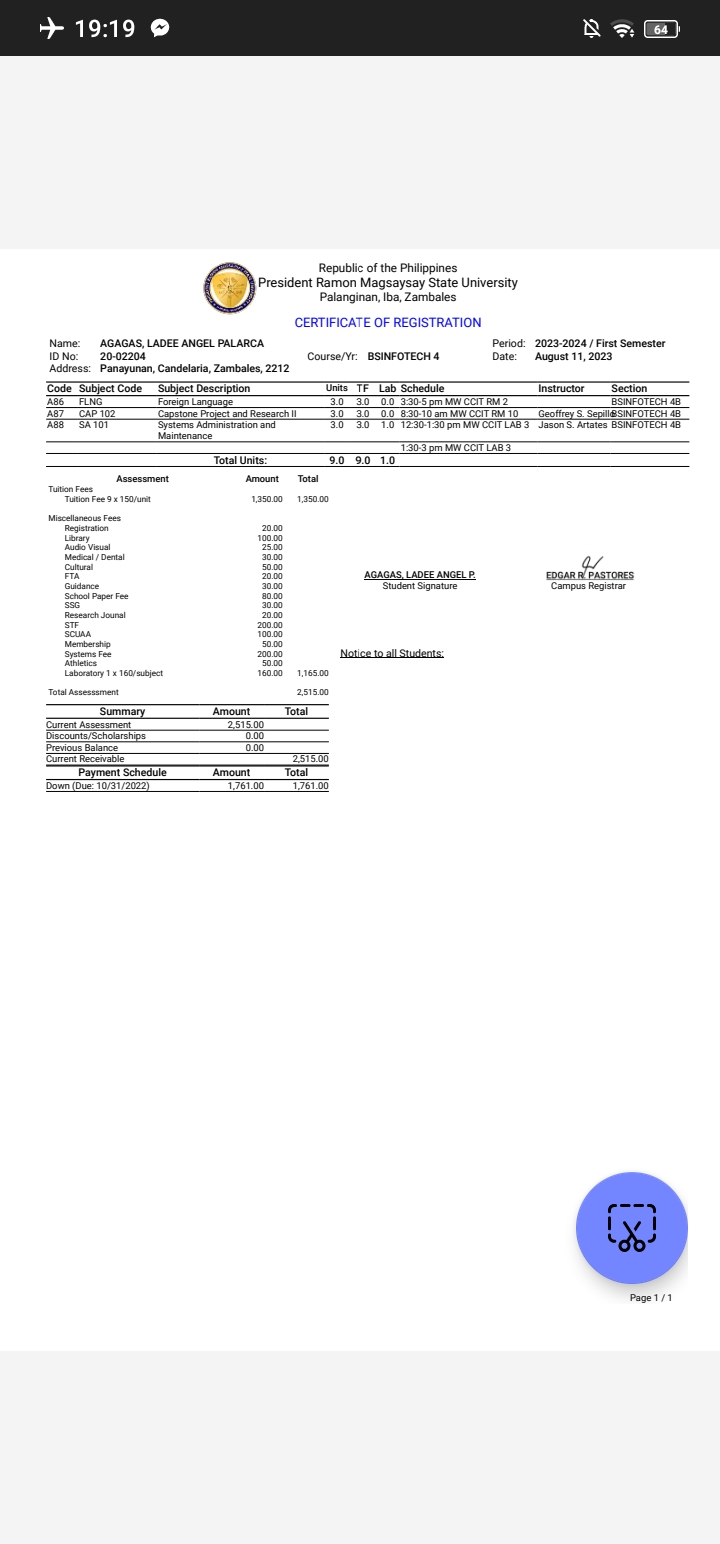 19:19
64
Republic of the Philippines
President Ramon Magsaysay State University
Palanginan, Iba, Zambales
CERTIFICATE OF REGISTRATION
Name: AGAGAS, LADEE ANGEL PALARCA Period: 2023-2024 / First Semester
ID No: 20-02204 Course/Yr: BSINFOTECH 4 Date: August 11, 2023
Address: Panayunan, Candelaria, Zambales, 2212
Code Subject Code Subject Description Units TF Lab Schedule Instructor Section
A86 FLNG Foreign Language 3.0 3.0 0.0 3:30-5 pm MW CCIT RM 2 BSINFOTECH 4B
A87 CAP 102 Capstone Project and Research II 3.0 3.0 0.0 8:30-10 am MW CCIT RM 10 Geoffrey S. BSINFOTECH 4B
A88 SA 101 Systems Administration and 3.0 3.0 1.0 12:30-1:30 pm MW CCIT LAB 3 Jason S. Artates BSINFOTECH 4B
Maintenance
1:30-3 pm MW CCIT LAB 3
Total Units: 9.0 9.0 1.0
Assessment Amount Total
Tuition Fees
Tuition Fee 9 x 150/unit 1,350.00 1,350.00
Miscellaneous Fees
Registration 20.00
Library 100.00
Audio Visual 25.00
Medical / Dental 30.00
Cultural 50.00
FTA 20.00
Guidance 30.00
School Paper Fee 80.00
SSG 30.00
Research Jounal 20.00
STF 200.00
SCUAA 100.00
Membership 50.00
Systems Fee 200.00
Athletics 50.00
Laboratory 1 x 160/subject 160.00 1,165.00
Total Assesssment 2,515.00
AGAGAS, LADEE ANGEL P. EDGAR R. PASTORES
Student Signature Campus Registrar
Notice to all Students:
Summary Amount Total
Current Assessment 2,515.00
Discounts/Scholarships 0.00
Previous Balance 0.00
Current Receivable 2,515.00
Payment Schedule Amount Total
Down (Due: 10/31/2022) 1,761.00 1,761.00
Page 1 / 1